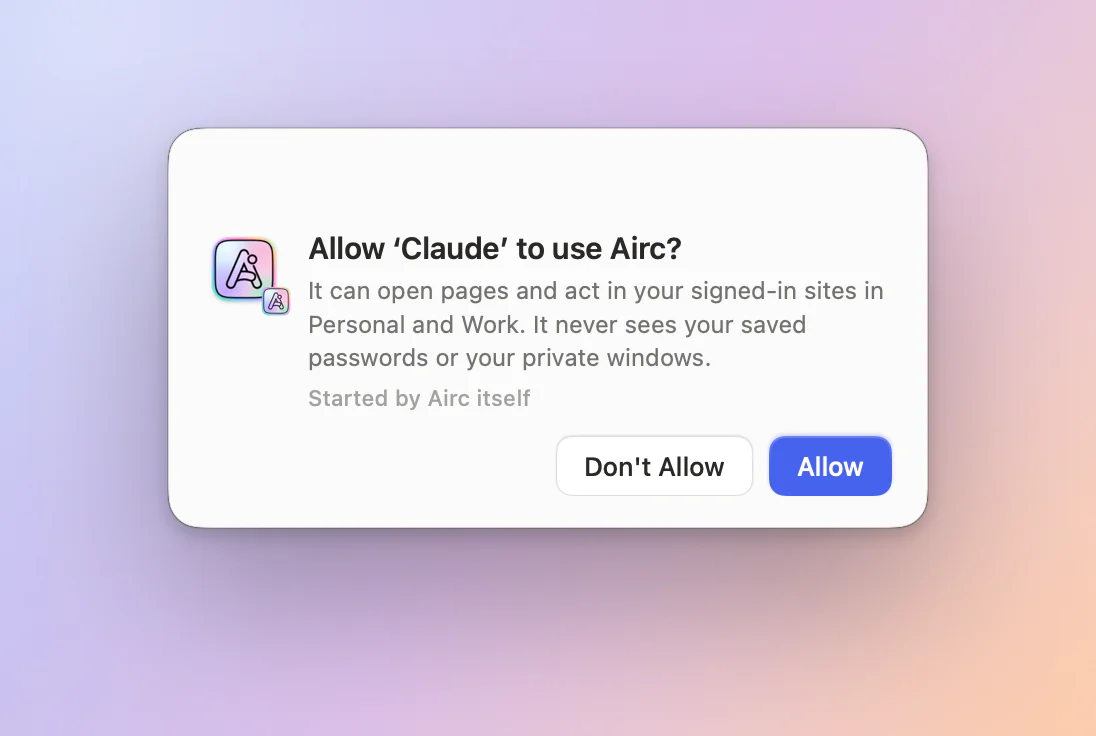 Allow ‘Claude’ to use Airc?
It can open pages and act in your signed-in sites in
Personal and Work. It never sees your saved
passwords or your private windows.
Started by Airc itself
Don't Allow
Allow